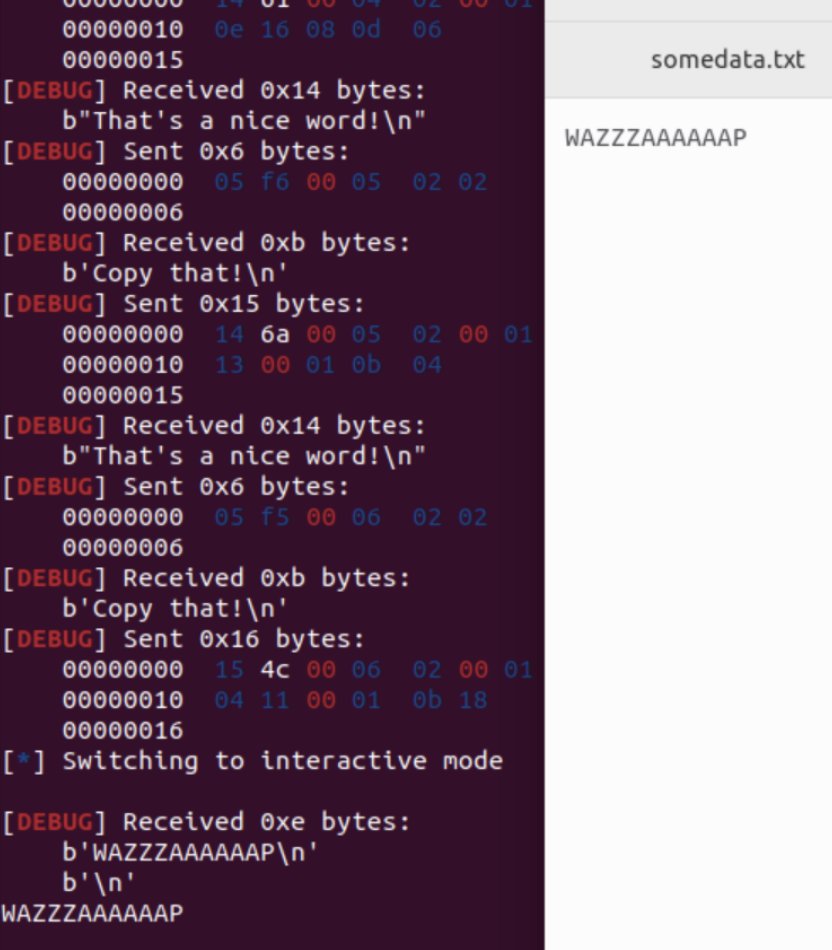 00000010 0e 16 08 0d 06
00000015
[DEBUG] Received 0x14 bytes:
b"That's a nice word!\n"
[DEBUG] Sent 0x6 bytes:
00000000 05 f6 00 05 02 02
00000006
[DEBUG] Received 0xb bytes:
b'Copy that!\n'
[DEBUG] Sent 0x15 bytes:
00000000 14 6a 00 05 02 00 01
00000010 13 00 01 0b 04
00000015
[DEBUG] Received 0x14 bytes:
b"That's a nice word!\n"
[DEBUG] Sent 0x6 bytes:
00000000 05 f5 00 06 02 02
00000006
[DEBUG] Received 0xb bytes:
b'Copy that!\n'
[DEBUG] Sent 0x16 bytes:
00000000 15 4c 00 06 02 00 01
00000010 04 11 00 01 0b 18
00000016
[*] Switching to interactive mode
[DEBUG] Received 0xe bytes:
b'WAZZZAAAAAAP\n'
b'\n'
WAZZZAAAAAAP
somedata.txt
WAZZZAAAAAAP